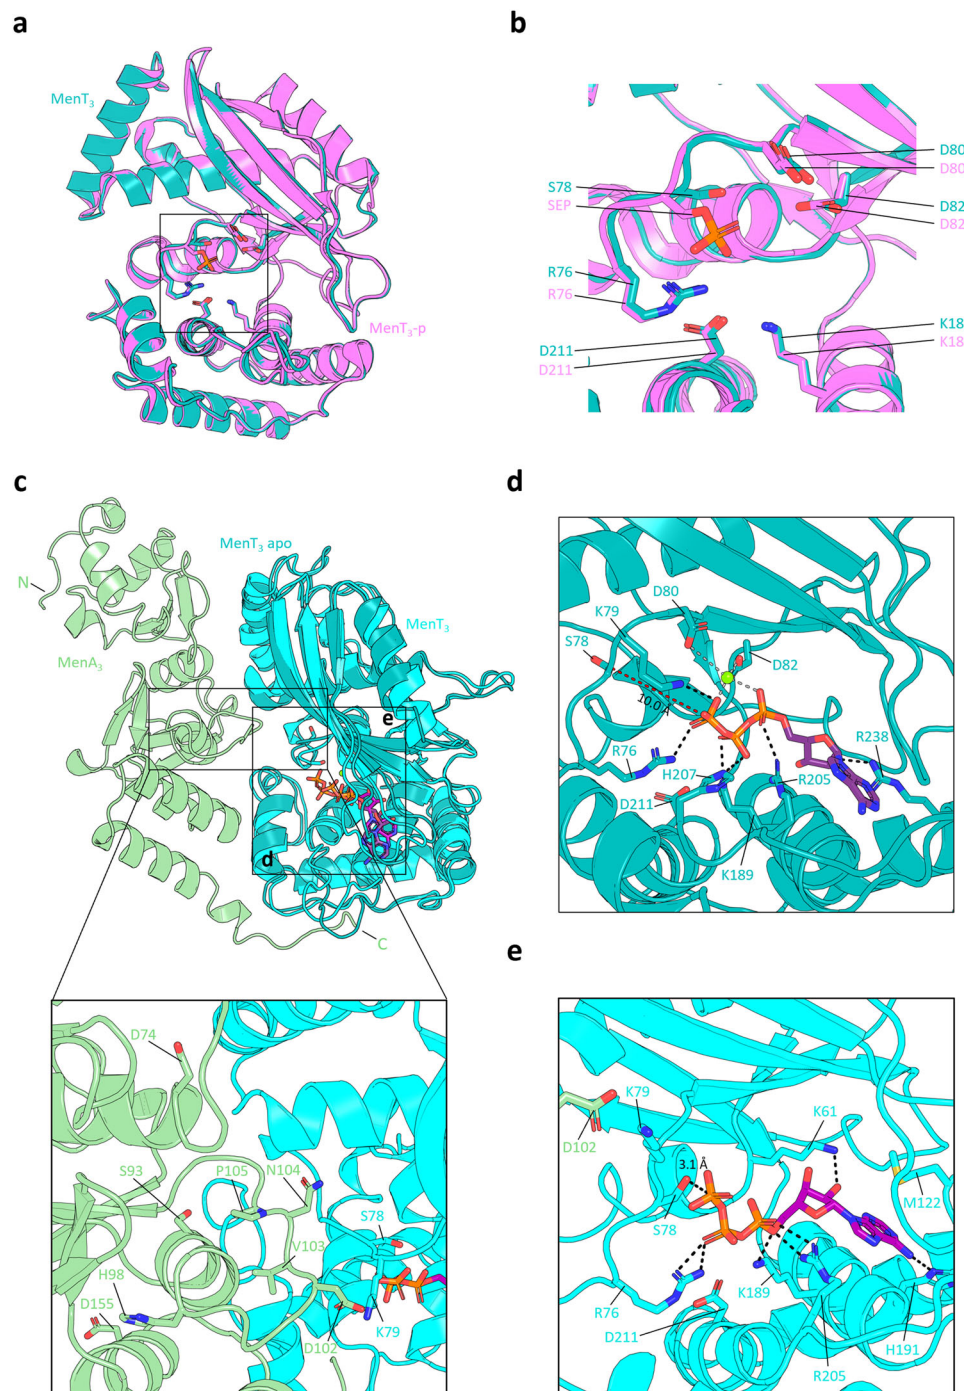 a
MenT₃
MenT₃-p
b
D80
D80
S78
SEP
D82
D82
R76
R76
K18
K18
D211
D211
c
MenT₃ apo
N
MenT₃
MenA₃
e
d
C
D74
S93
P105
N104
S78
V103
H98
D155
K79
D102
d
D80
K79
S78
D82
10.0 Å
R76
R238
H207
R205
D211
K189
e
K79
K61
D102
3.1 Å
M122
S78
K189
R76
D211
H191
R205